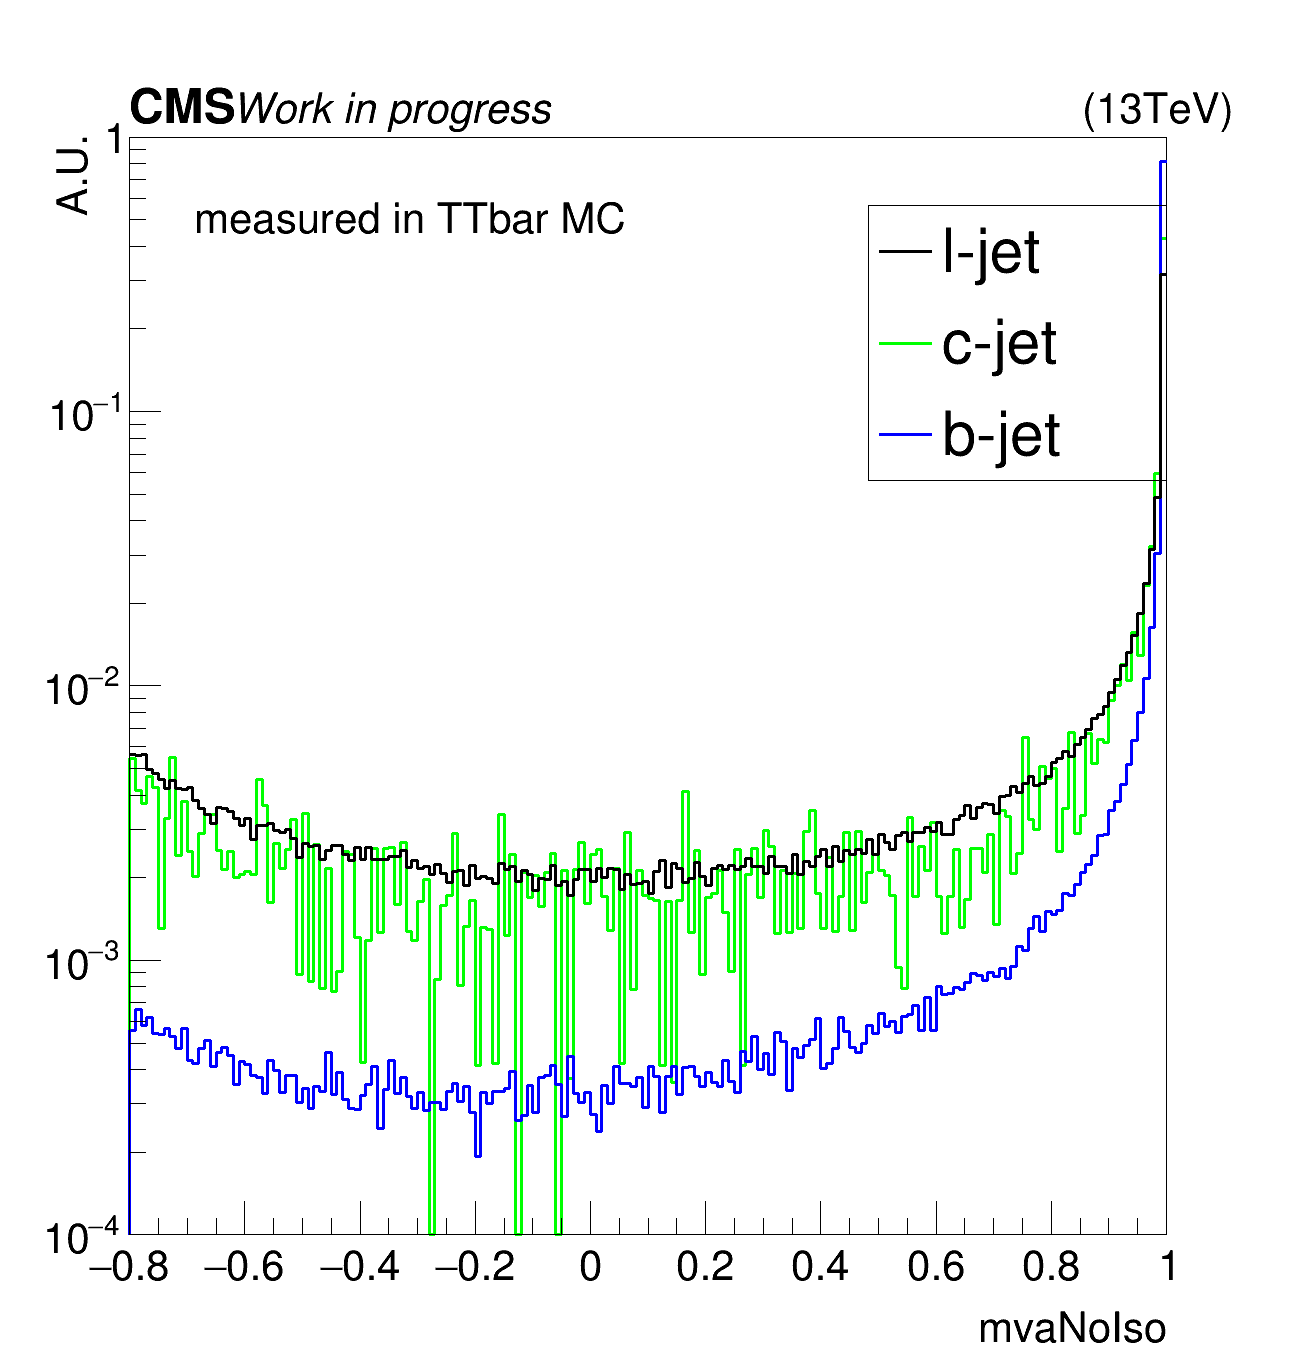 CMS Work in progress (13TeV)
A.U.
measured in TTbar MC
l-jet
c-jet
b-jet
1
10⁻¹
10⁻²
10⁻³
10⁻⁴
−0.8 −0.6 −0.4 −0.2 0 0.2 0.4 0.6 0.8 1
mvaNoIso